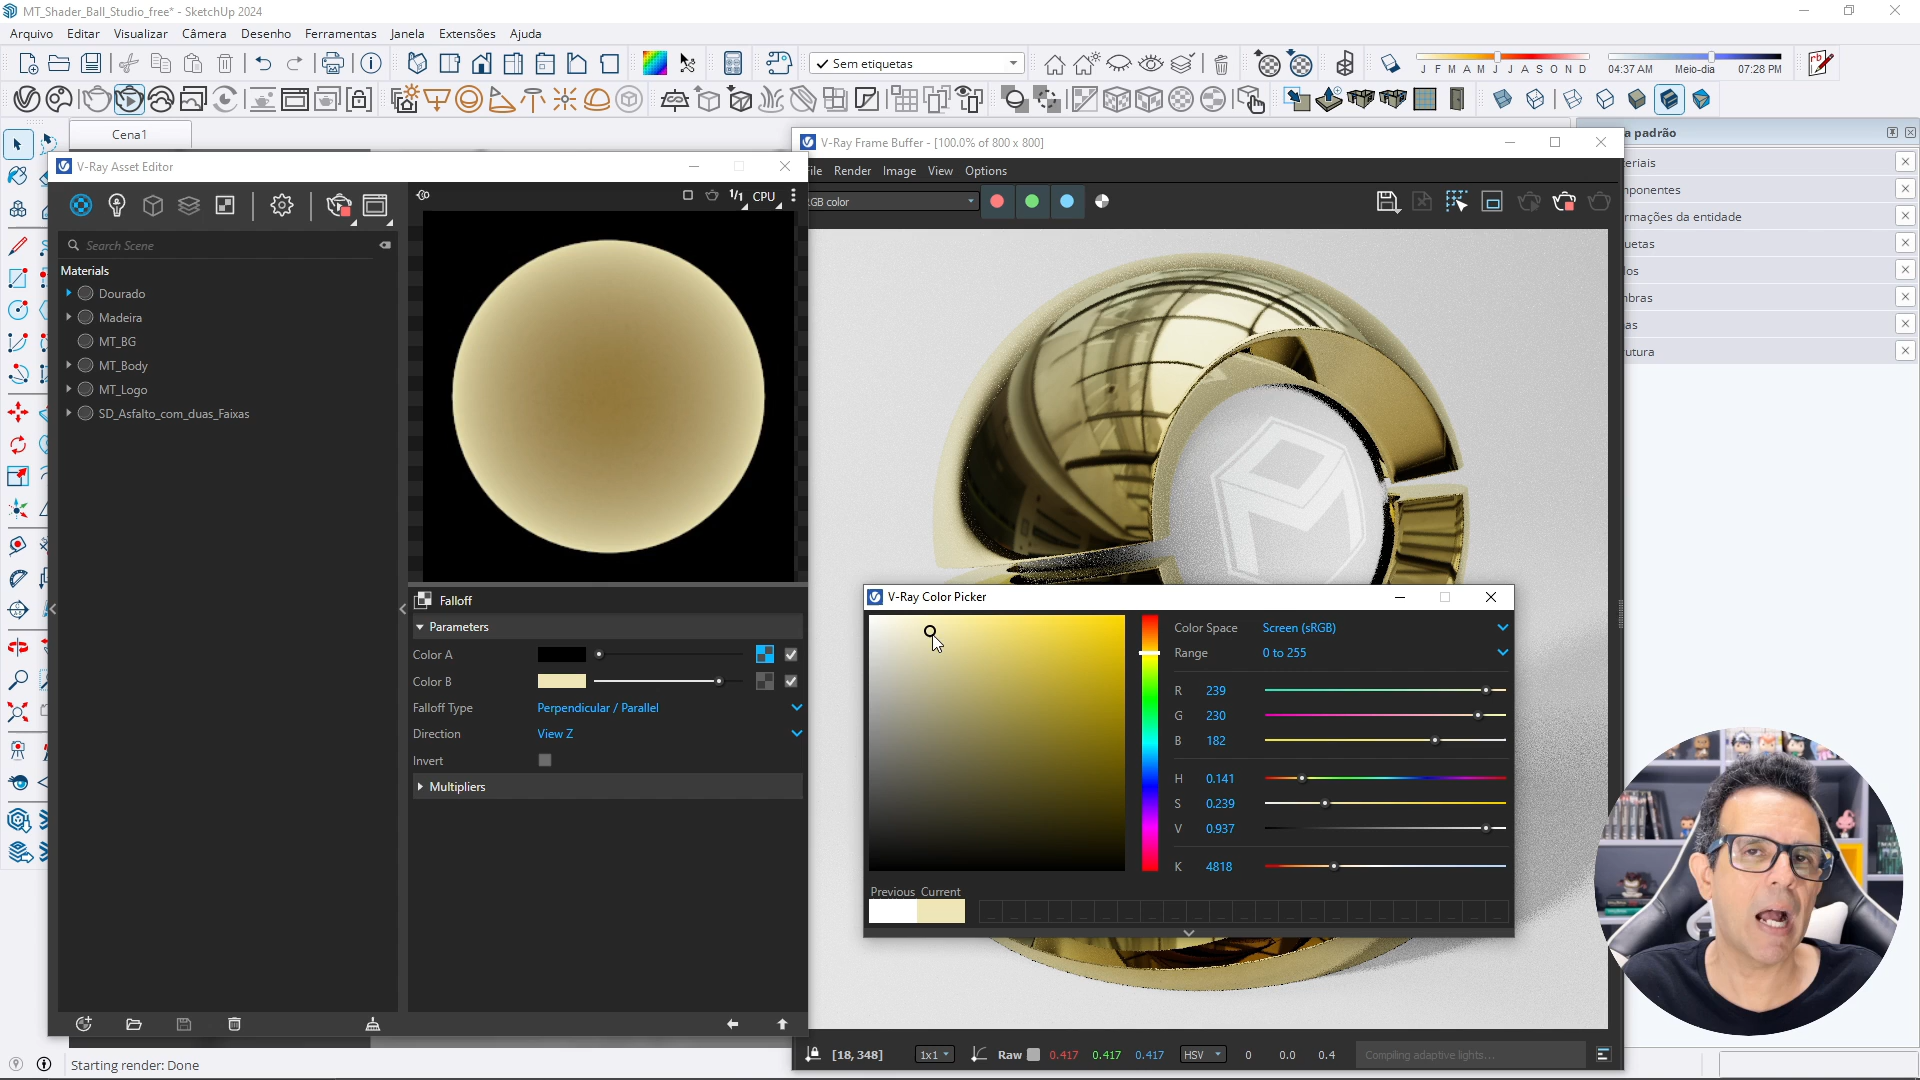 MT_Shader_Ball_Studio_free* - SketchUp 2024
Arquivo Editar Visualizar Câmera Desenho Ferramentas Janela Extensões Ajuda
Sem etiquetas
J F M A M J J A S O N D
04:37 AM Meio-dia 07:28 PM
Cena1
V-Ray Asset Editor
1/1 CPU
Search Scene
Materials
Dourado
Madeira
MT_BG
MT_Body
MT_Logo
SD_Asfalto_com_duas_Faixas
Falloff
Parameters
Color A
Color B
Falloff Type Perpendicular / Parallel
Direction View Z
Invert
Multipliers
V-Ray Frame Buffer - [100.0% of 800 x 800]
ile Render Image View Options
GB color
a padrão
eriais
nponentes
rmações da entidade
uetas
los
nbras
as
utura
V-Ray Color Picker
Color Space Screen (sRGB)
Range 0 to 255
R 239
G 230
B 182
H 0.141
S 0.239
V 0.937
K 4818
Previous Current
[18, 348] 1x1 Raw 0.417 0.417 0.417 HSV 0 0.0 0.4 Compiling adaptive lights...
Starting render: Done